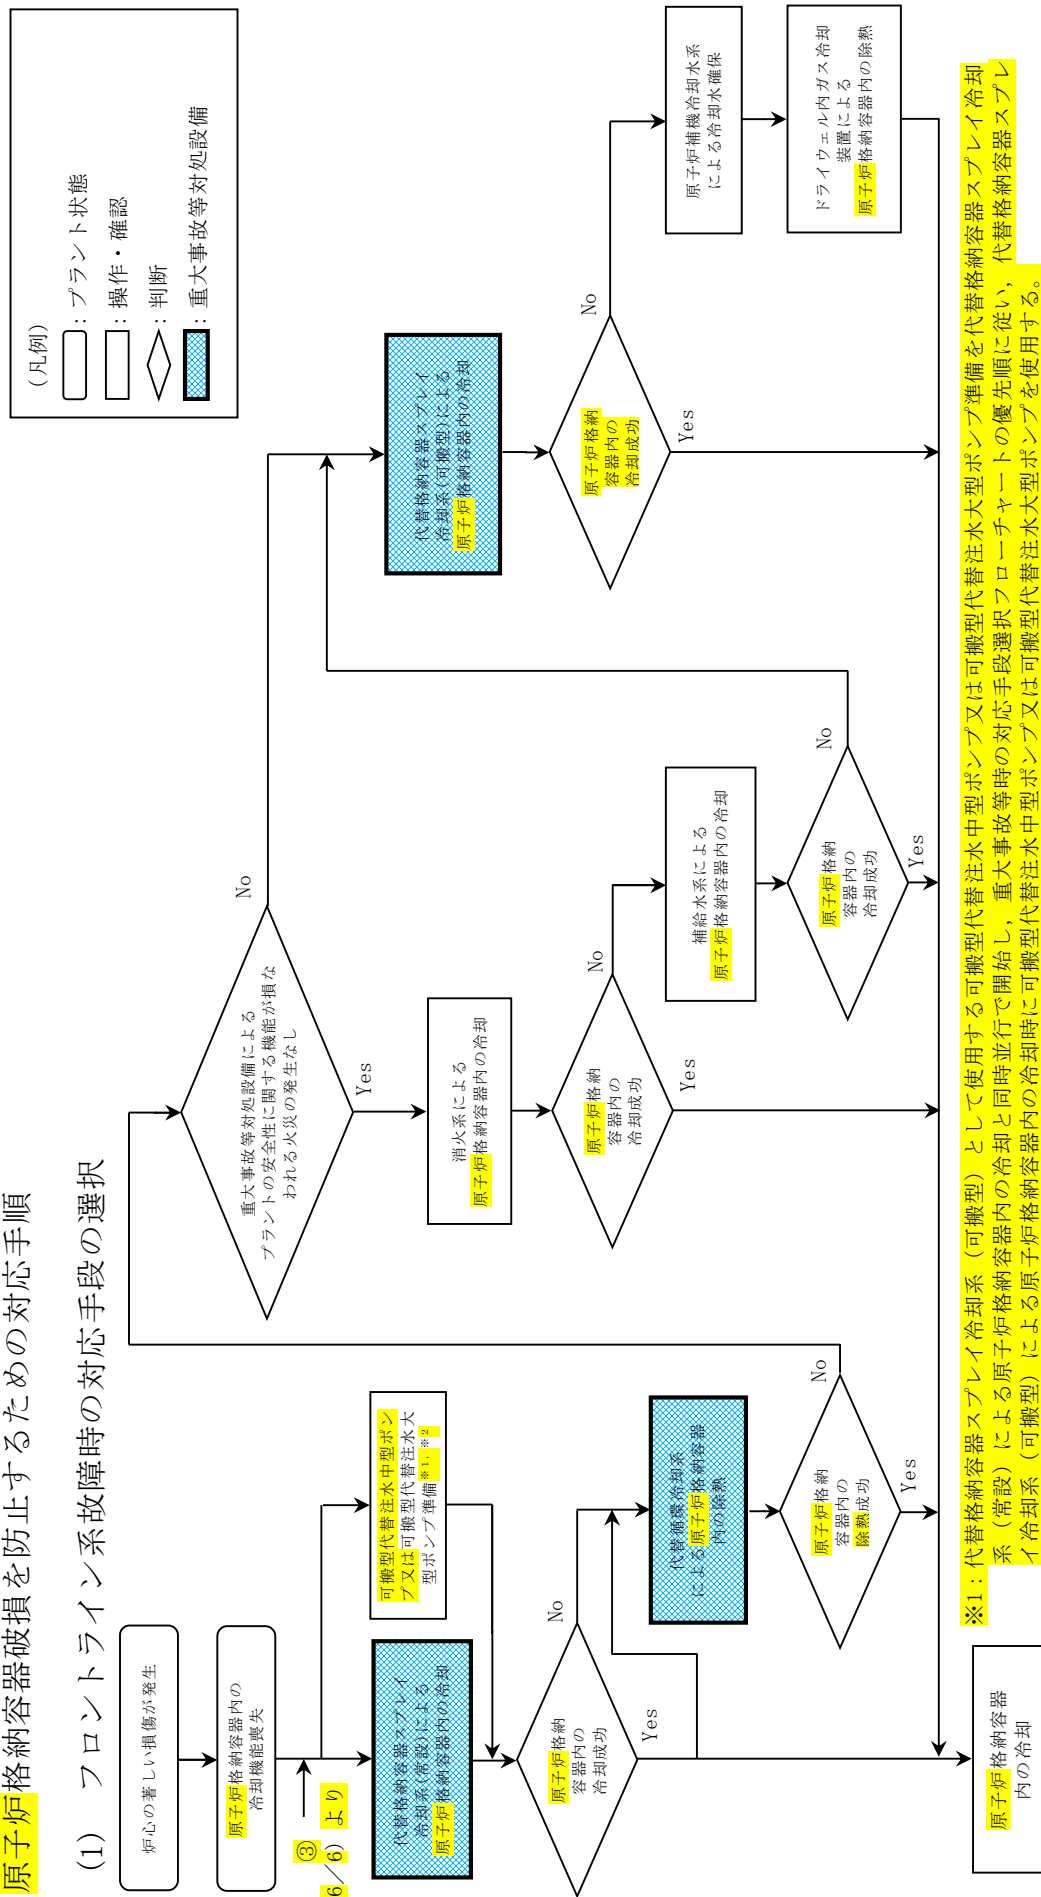 原子炉格納容器破損を防止するための対応手順
(1) フロントライン系故障時の対応手段の選択
(凡例)
：プラント状態
：操作・確認
：判断
：重大事故等対処設備
炉心の著しい損傷が発生
原子炉格納容器内の
冷却機能喪失
③
6／6) より
代替格納容器スプレイ
冷却系(常設)による
原子炉格納容器内の冷却
可搬型代替注水中型ポン
プ又は可搬型代替注水大
型ポンプ準備※1，※2
原子炉格納
容器内の
冷却成功
No
Yes
代替循環冷却系
による原子炉格納容器
内の除熱
原子炉格納
容器内の
除熱成功
No
Yes
重大事故等対処設備による
プラントの安全性に関する機能が損な
われる火災の発生なし
No
Yes
消火系による
原子炉格納容器内の冷却
原子炉格納
容器内の
冷却成功
No
Yes
補給水系による
原子炉格納容器内の冷却
原子炉格納
容器内の
冷却成功
No
Yes
代替格納容器スプレイ
冷却系(可搬型)による
原子炉格納容器内の冷却
原子炉格納
容器内の
冷却成功
No
Yes
原子炉補機冷却水系
による冷却水確保
ドライウェル内ガス冷却
装置による
原子炉格納容器内の除熱
原子炉格納容器
内の冷却
※1：代替格納容器スプレイ冷却系（可搬型）として使用する可搬型代替注水中型ポンプ又は可搬型代替注水大型ポンプ準備を代替格納容器スプレイ冷却
系（常設）による原子炉格納容器内の冷却と同時並行で開始し，重大事故等時の対応手段選択フローチャートの優先順に従い，代替格納容器スプレ
イ冷却系（可搬型）による原子炉格納容器内の冷却時に可搬型代替注水中型ポンプ又は可搬型代替注水大型ポンプを使用する。